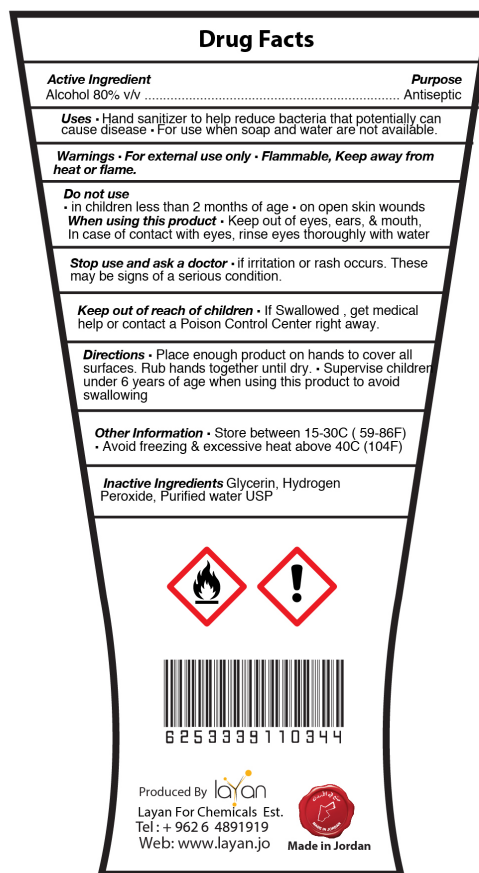 Drug Facts
Active Ingredient Purpose
Alcohol 80% v/v ................................................................ Antiseptic
Uses • Hand sanitizer to help reduce bacteria that potentially can
cause disease • For use when soap and water are not available.
Warnings • For external use only • Flammable, Keep away from
heat or flame.
Do not use
• in children less than 2 months of age • on open skin wounds
When using this product • Keep out of eyes, ears, & mouth,
In case of contact with eyes, rinse eyes thoroughly with water
Stop use and ask a doctor • if irritation or rash occurs. These
may be signs of a serious condition.
Keep out of reach of children • If Swallowed , get medical
help or contact a Poison Control Center right away.
Directions • Place enough product on hands to cover all
surfaces. Rub hands together until dry. • Supervise children
under 6 years of age when using this product to avoid
swallowing
Other Information • Store between 15-30C ( 59-86F)
• Avoid freezing & excessive heat above 40C (104F)
Inactive Ingredients Glycerin, Hydrogen
Peroxide, Purified water USP
6253339110344
Produced By layan
Layan For Chemicals Est.
Tel : + 962 6 4891919
Web: www.layan.jo
MADE IN JORDAN
Made in Jordan